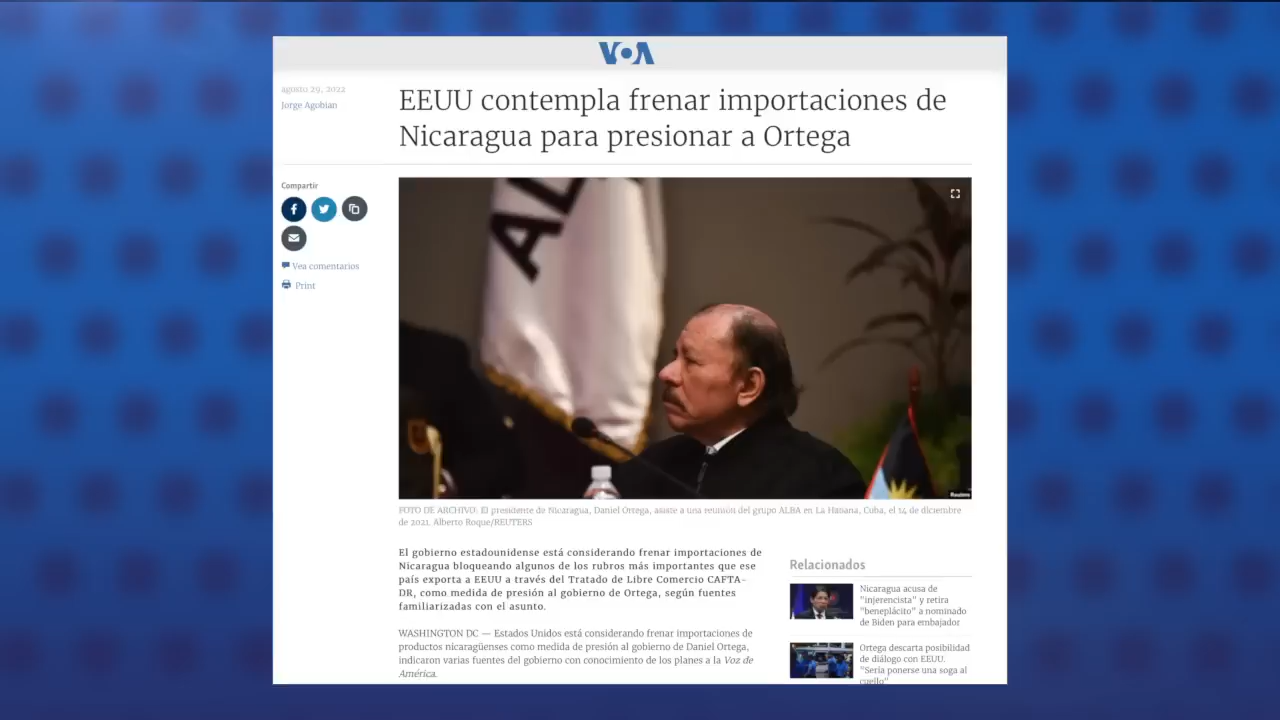 VOA
agosto 29, 2022
Jorge Agobian
EEUU contempla frenar importaciones de
Nicaragua para presionar a Ortega
Compartir
Vea comentarios
Print
AL
Reuters
FOTO DE ARCHIVO: El presidente de Nicaragua, Daniel Ortega, asiste a una reunión del grupo ALBA en La Habana, Cuba, el 14 de diciembre
de 2021. Alberto Roque/REUTERS
El gobierno estadounidense está considerando frenar importaciones de
Nicaragua bloqueando algunos de los rubros más importantes que ese
país exporta a EEUU a través del Tratado de Libre Comercio CAFTA-
DR, como medida de presión al gobierno de Ortega, según fuentes
familiarizadas con el asunto.
WASHINGTON DC — Estados Unidos está considerando frenar importaciones de
productos nicaragüenses como medida de presión al gobierno de Daniel Ortega,
indicaron varias fuentes del gobierno con conocimiento de los planes a la Voz de
América.
Relacionados
Nicaragua acusa de
"injerencista" y retira
"beneplácito" a nominado
de Biden para embajador
Ortega descarta posibilidad
de diálogo con EEUU.
"Sería ponerse una soga al
cuello"